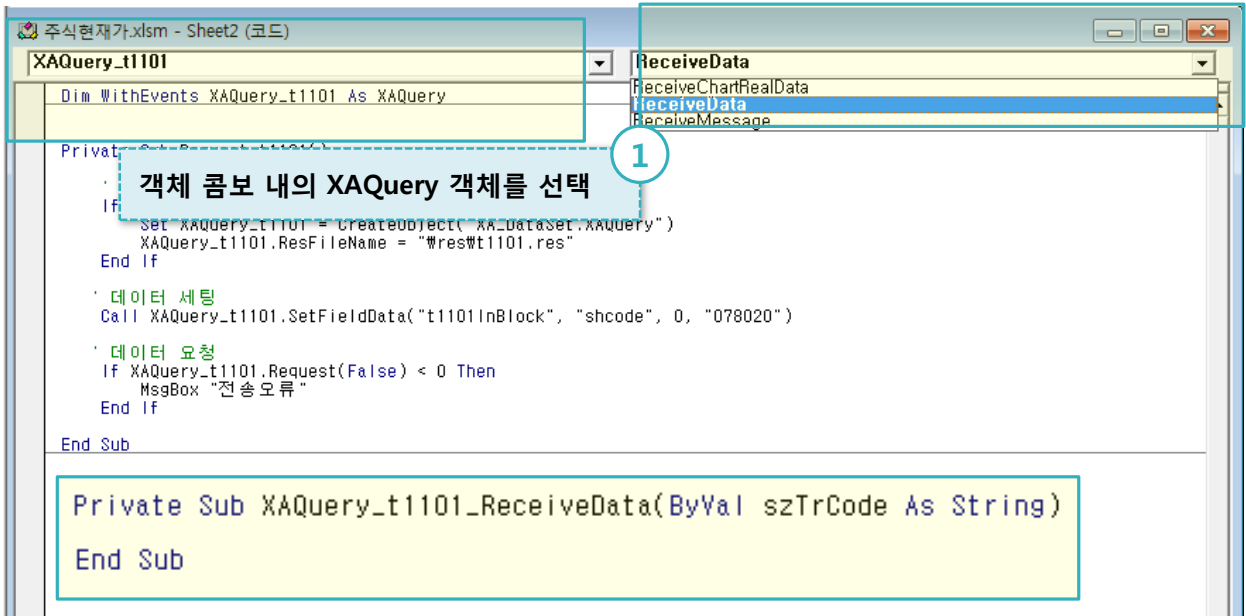 주식현재가.xlsm - Sheet2 (코드)
XAQuery_t1101
ReceiveData
ReceiveChartRealData
ReceiveData
ReceiveMessage
Dim WithEvents XAQuery_t1101 As XAQuery
1
객체 콤보 내의 XAQuery 객체를 선택
If
Set XAQuery_t1101 = CreateObject("XA_DataSet.XAQuery")
XAQuery_t1101.ResFileName = "₩res₩t1101.res"
End If
' 데이터 세팅
Call XAQuery_t1101.SetFieldData("t1101InBlock", "shcode", 0, "078020")
' 데이터 요청
If XAQuery_t1101.Request(False) < 0 Then
MsgBox "전송오류"
End If
End Sub
Private Sub XAQuery_t1101_ReceiveData(ByVal szTrCode As String)
End Sub